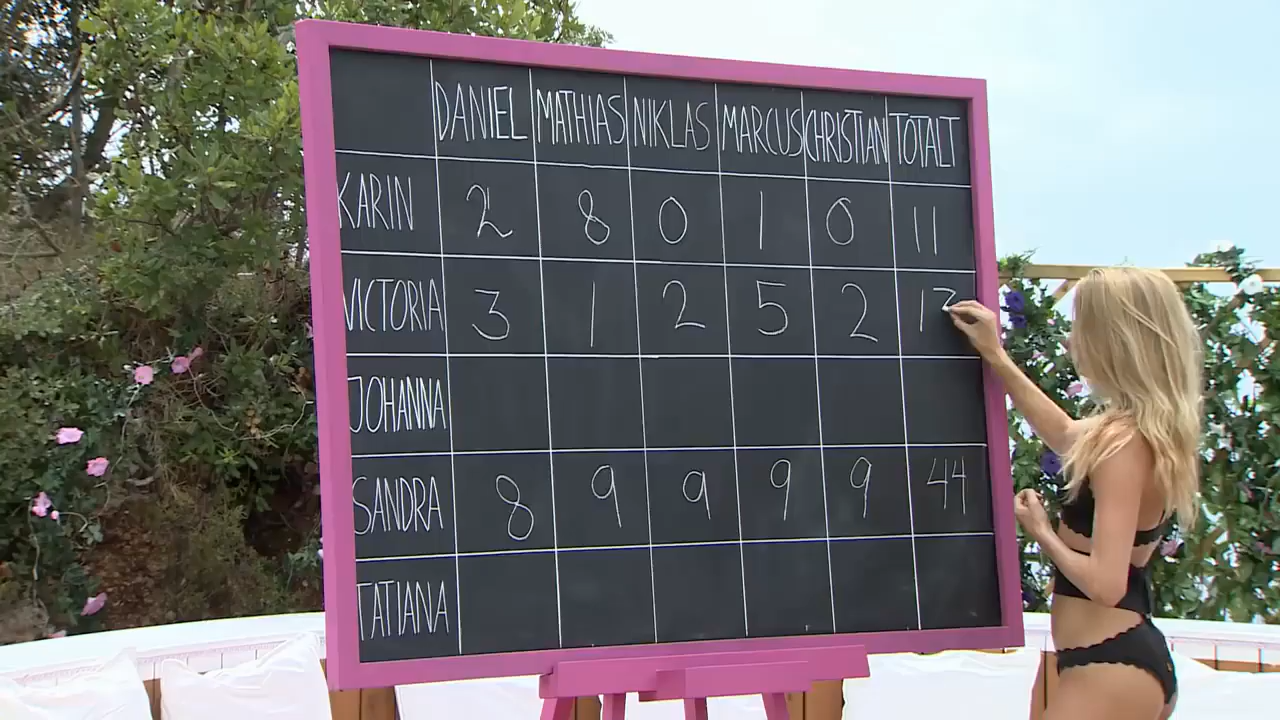 DANIEL MATHIAS NIKLAS MARCUS CHRISTIAN TOTALT
KARIN 2 8 0 1 0 11
VICTORIA 3 1 2 5 2 13
JOHANNA
SANDRA 8 9 9 9 9 44
TATIANA